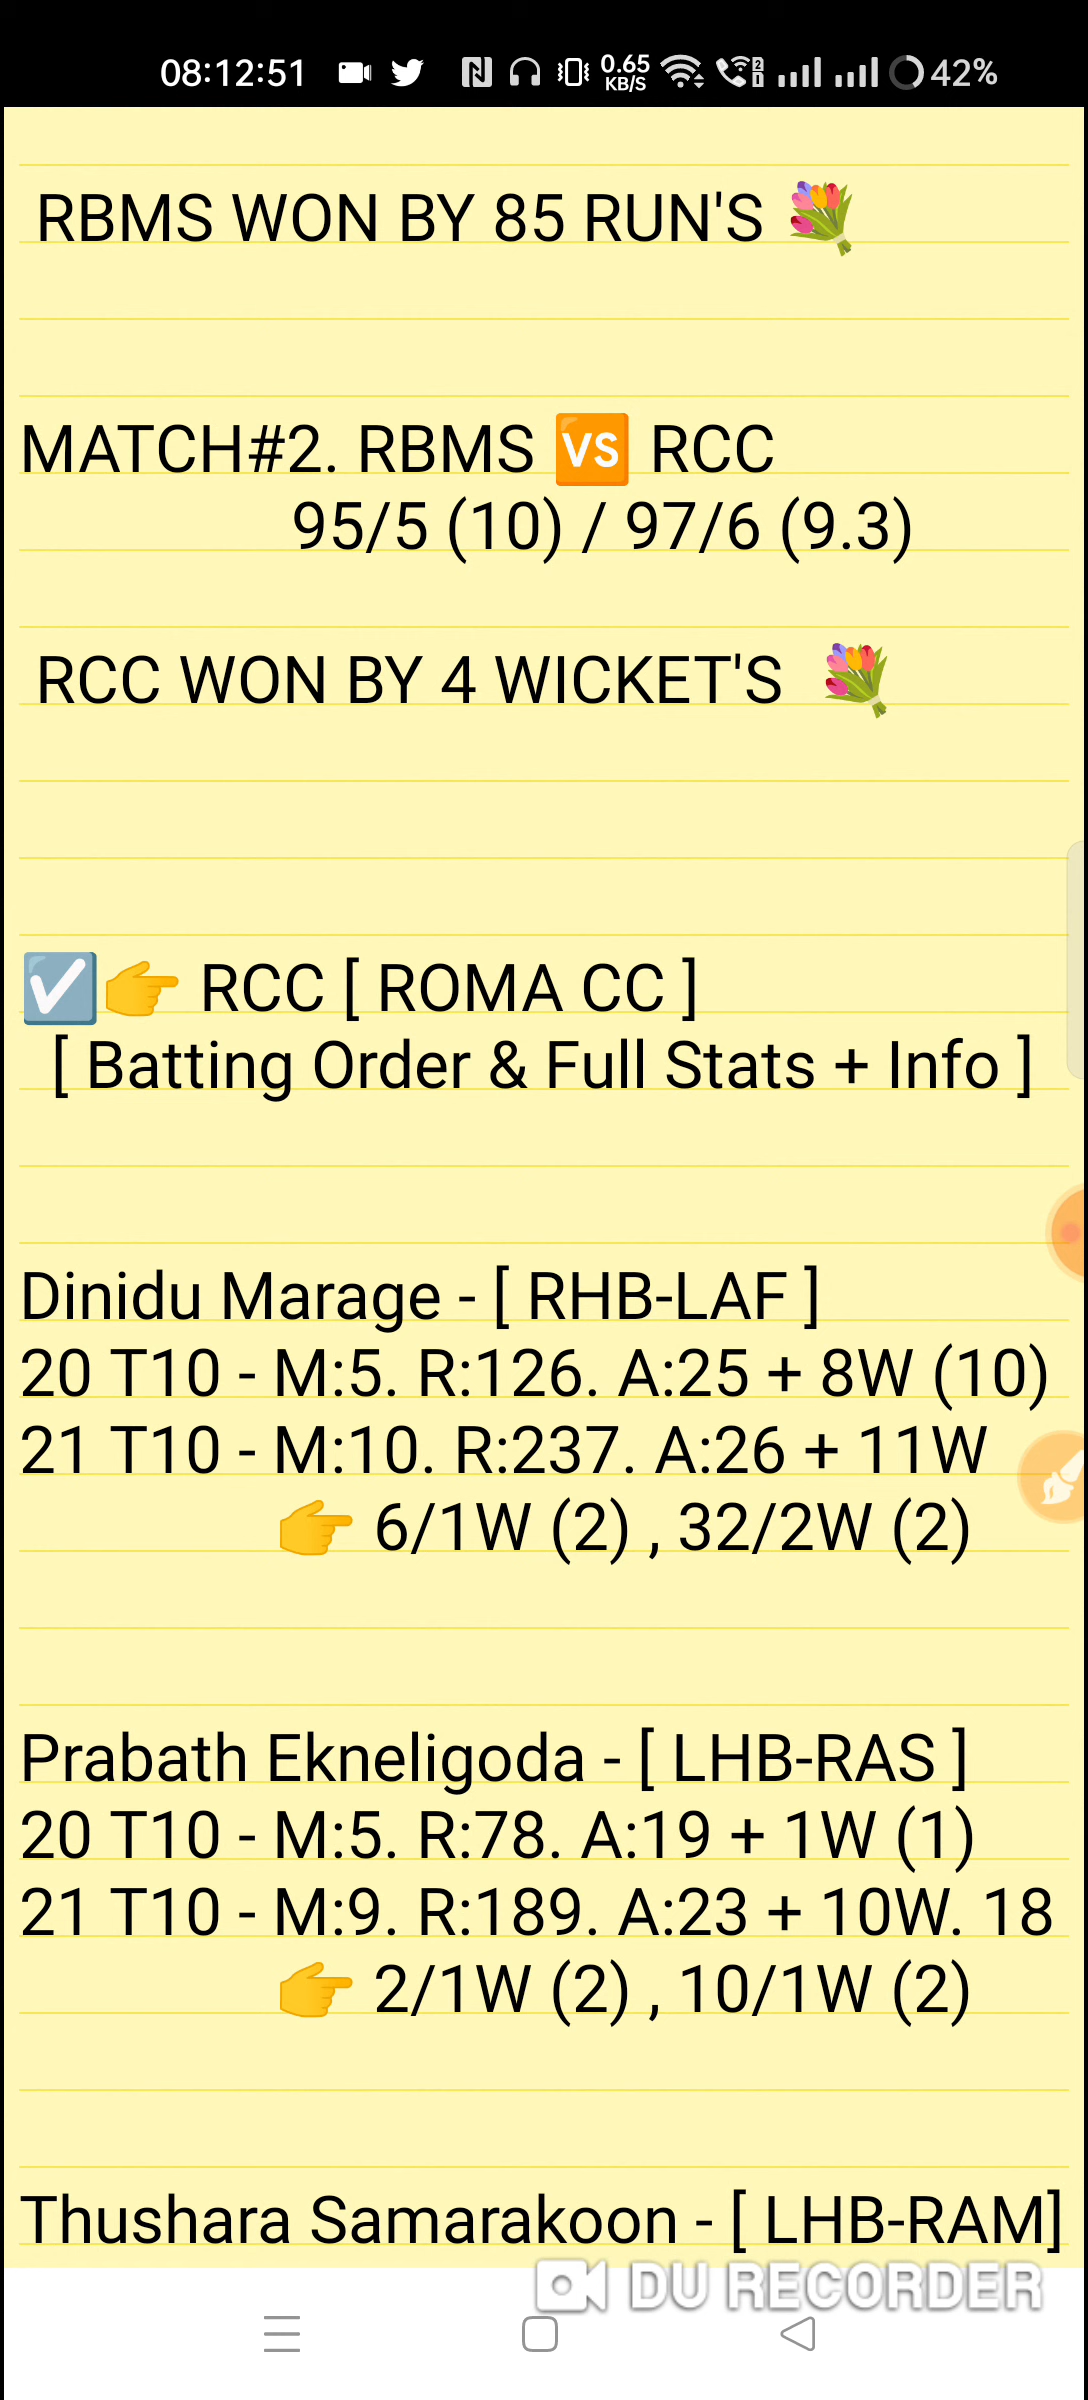 08:12:51 0.65 KB/S 42%
RBMS WON BY 85 RUN'S 💐
MATCH#2. RBMS 🆚 RCC
95/5 (10) / 97/6 (9.3)
RCC WON BY 4 WICKET'S 💐
☑️👉 RCC [ ROMA CC ]
[ Batting Order & Full Stats + Info ]
Dinidu Marage - [ RHB-LAF ]
20 T10 - M:5. R:126. A:25 + 8W (10)
21 T10 - M:10. R:237. A:26 + 11W
👉 6/1W (2) , 32/2W (2)
Prabath Ekneligoda - [ LHB-RAS ]
20 T10 - M:5. R:78. A:19 + 1W (1)
21 T10 - M:9. R:189. A:23 + 10W. 18
👉 2/1W (2) , 10/1W (2)
Thushara Samarakoon - [ LHB-RAM]
DU RECORDER